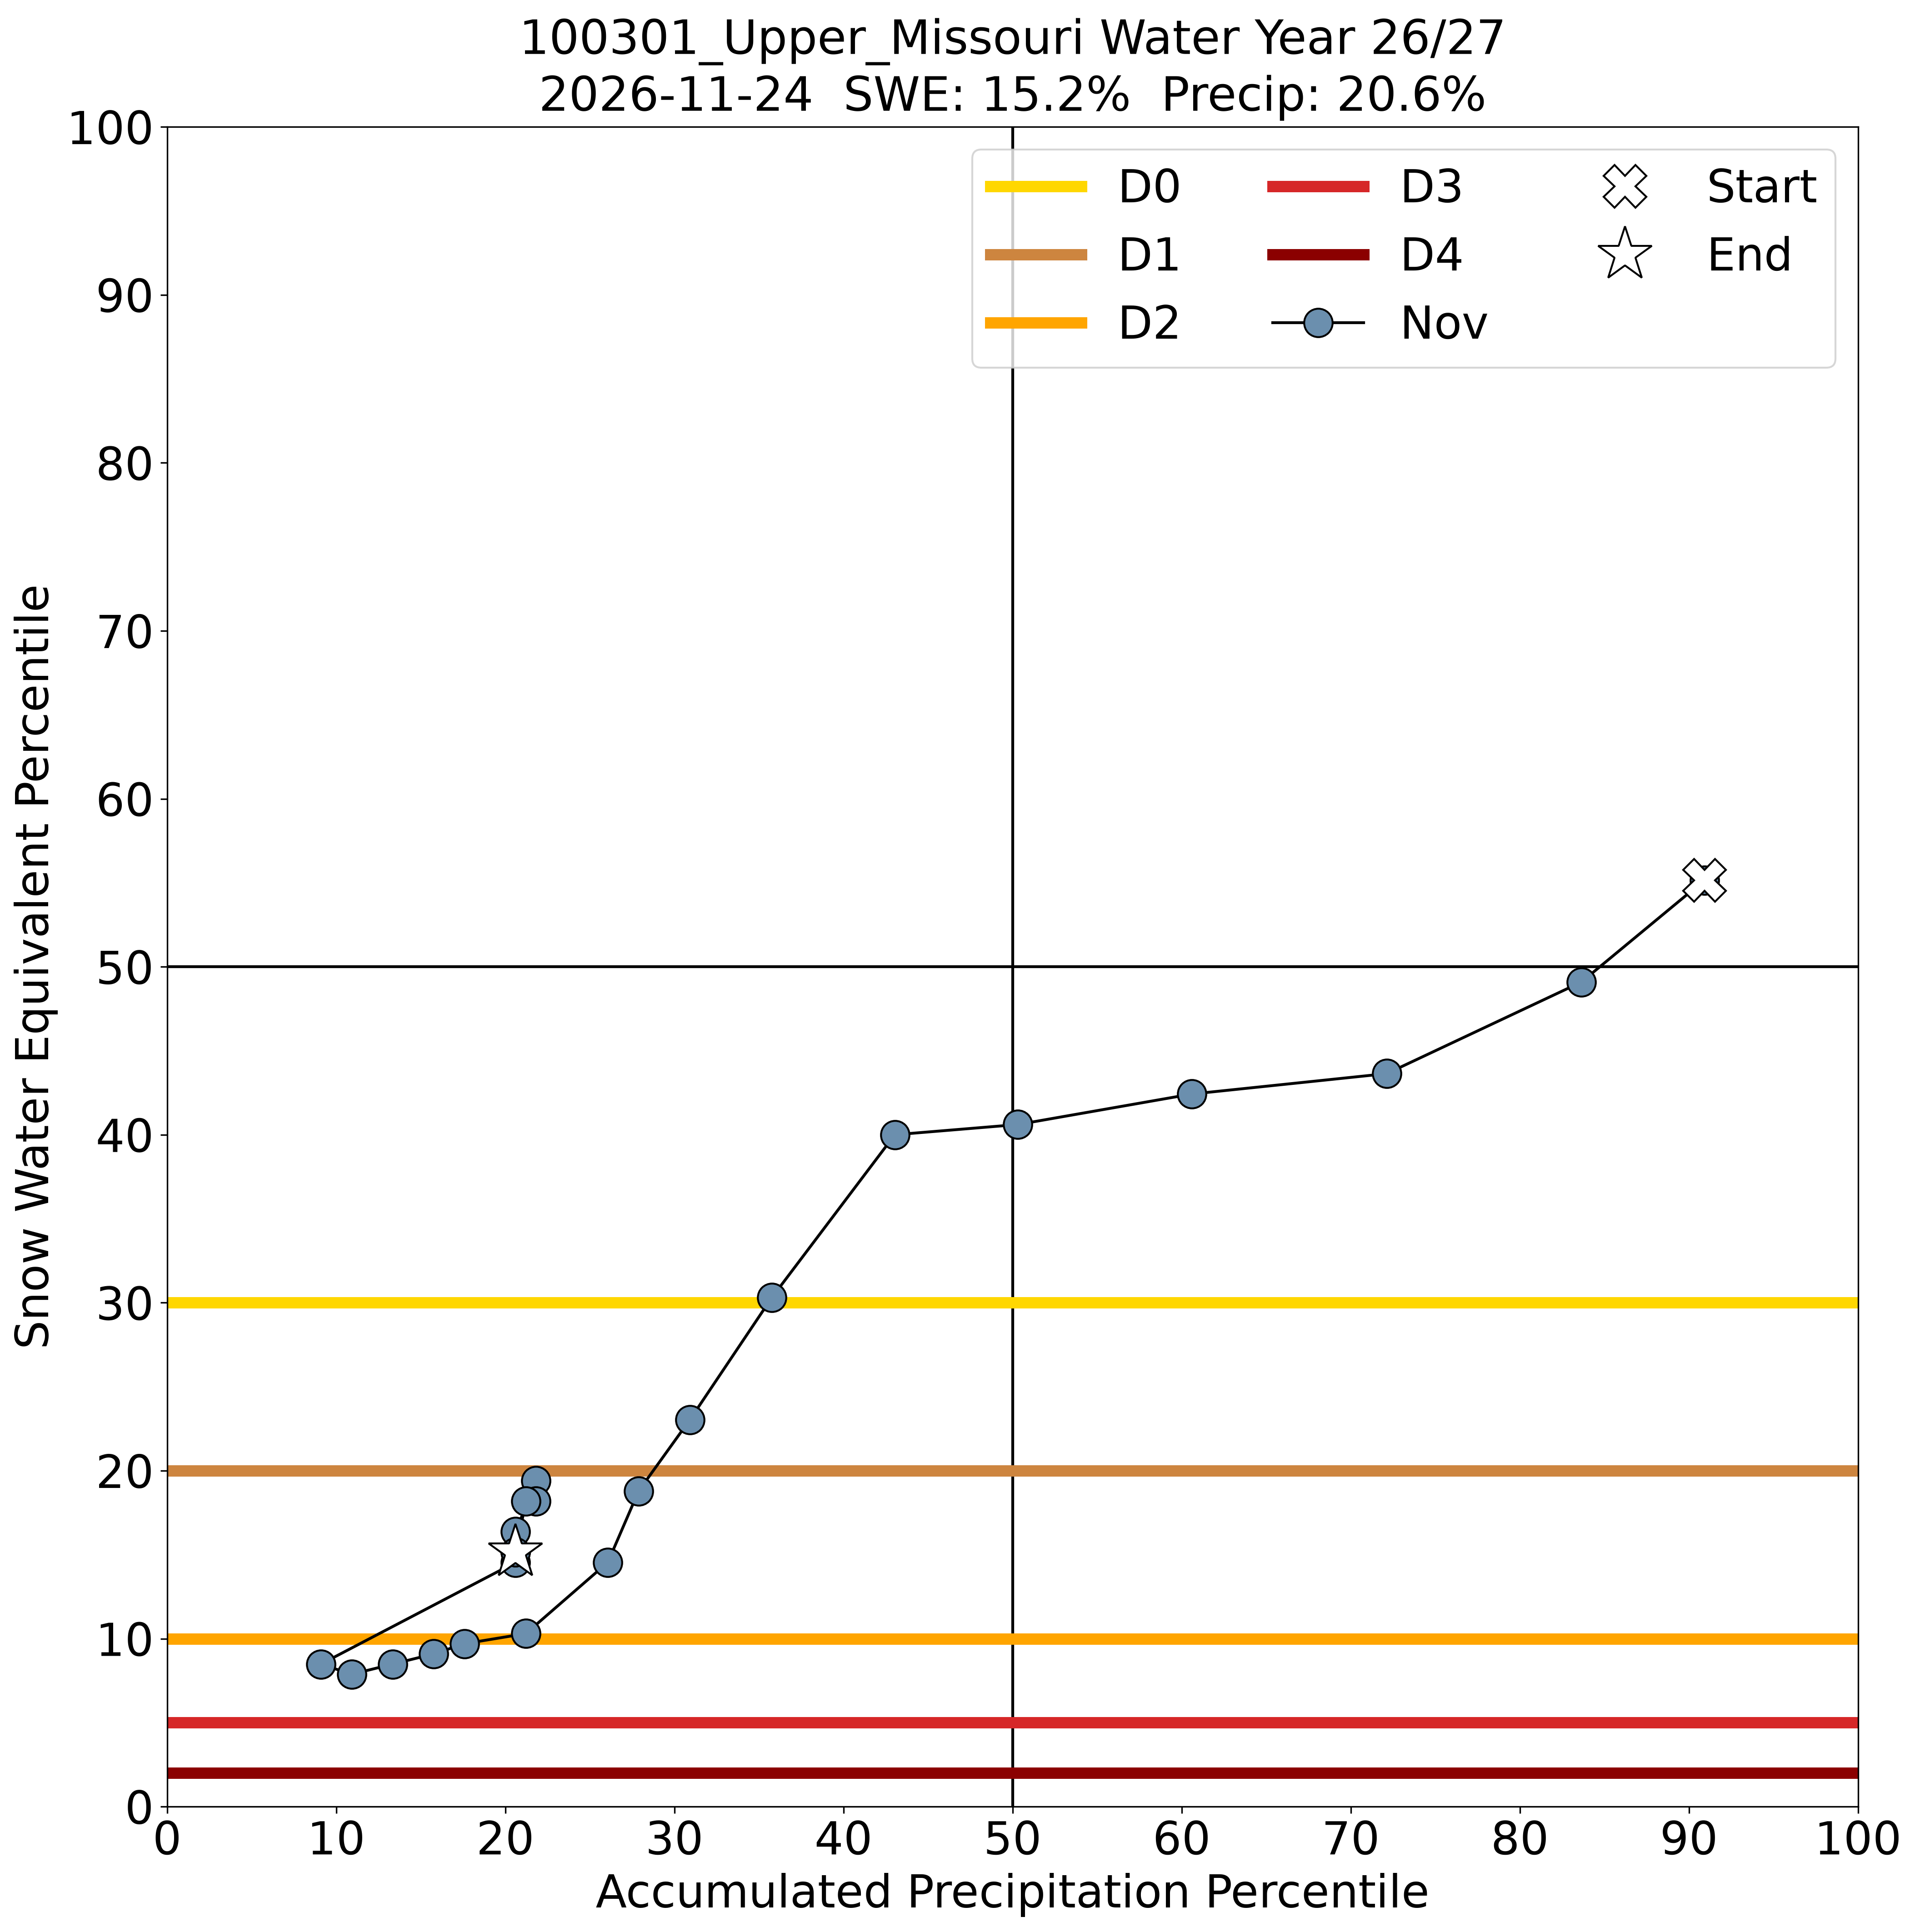 100301_Upper_Missouri Water Year 26/27
2026-11-24  SWE: 15.2%  Precip: 20.6%
D0
D1
D2
D3
D4
Nov
Start
End
Snow Water Equivalent Percentile
100
90
80
70
60
50
40
30
20
10
0
0 10 20 30 40 50 60 70 80 90 100
Accumulated Precipitation Percentile